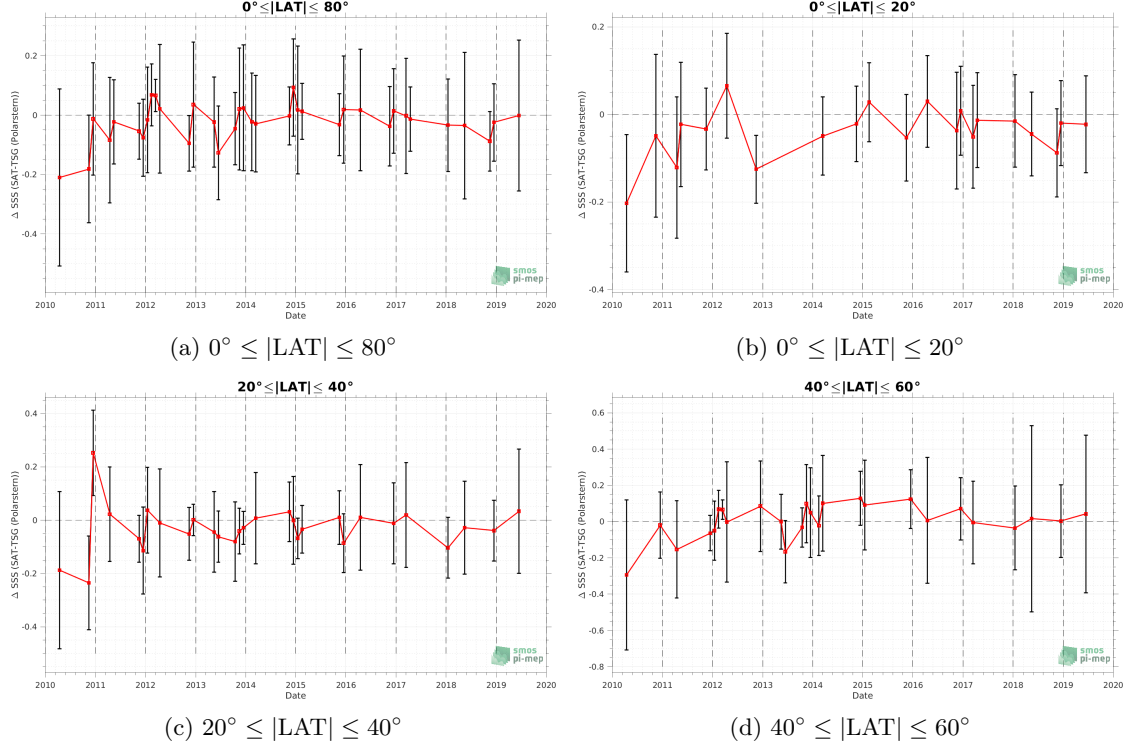 0°≤|LAT|≤ 80°
Δ SSS (SAT-TSG (Polarstern))
0.2
0
-0.2
-0.4
2010 2011 2012 2013 2014 2015 2016 2017 2018 2019 2020
Date
smos
pi-mep
(a) 0° ≤ |LAT| ≤ 80°
0°≤|LAT|≤ 20°
Δ SSS (SAT-TSG (Polarstern))
0.2
0
-0.2
-0.4
2010 2011 2012 2013 2014 2015 2016 2017 2018 2019 2020
Date
smos
pi-mep
(b) 0° ≤ |LAT| ≤ 20°
20°≤|LAT|≤ 40°
Δ SSS (SAT-TSG (Polarstern))
0.4
0.2
0
-0.2
-0.4
2010 2011 2012 2013 2014 2015 2016 2017 2018 2019 2020
Date
smos
pi-mep
(c) 20° ≤ |LAT| ≤ 40°
40°≤|LAT|≤ 60°
Δ SSS (SAT-TSG (Polarstern))
0.6
0.4
0.2
0
-0.2
-0.4
-0.6
-0.8
2010 2011 2012 2013 2014 2015 2016 2017 2018 2019 2020
Date
smos
pi-mep
(d) 40° ≤ |LAT| ≤ 60°